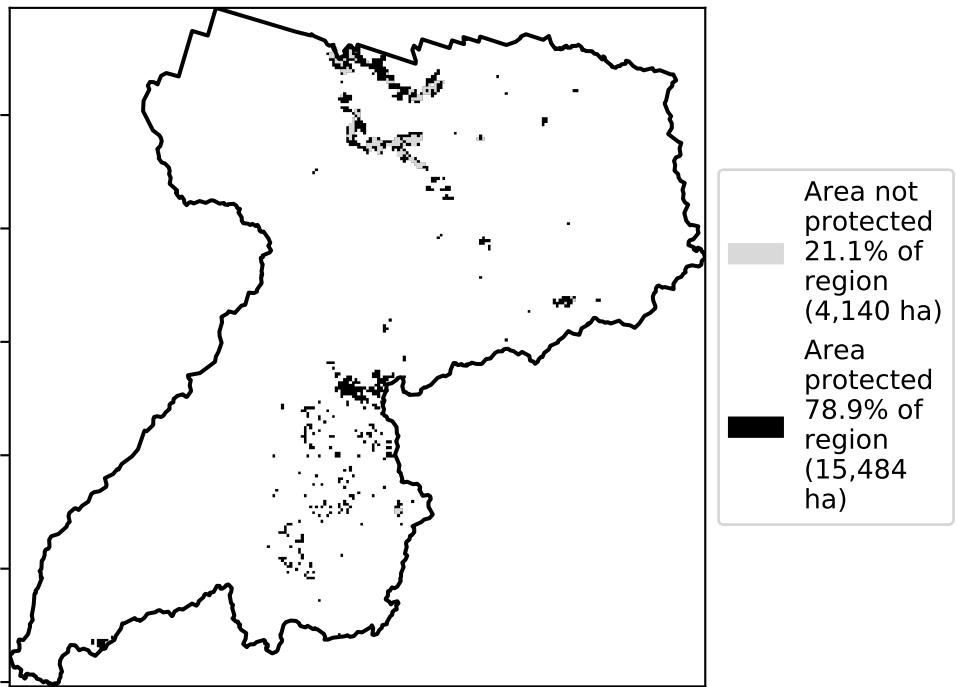 Area not
protected
21.1% of
region
(4,140 ha)
Area
protected
78.9% of
region
(15,484
ha)